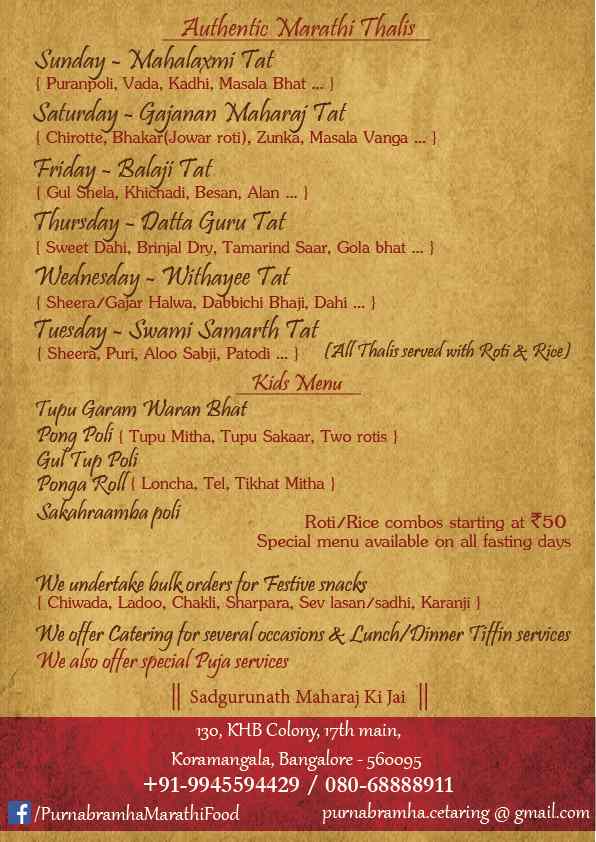 Authentic Marathi Thalis
Sunday - Mahalaxmi Tat
{ Puranpoli, Vada, Kadhi, Masala Bhat ... }
Saturday - Gajanan Maharaj Tat
{ Chirotte, Bhakar(Jowar roti), Zunka, Masala Vanga ... }
Friday - Balaji Tat
{ Gul Shela, Khichadi, Besan, Alan ... }
Thursday - Datta Guru Tat
{ Sweet Dahi, Brinjal Dry, Tamarind Saar, Gola bhat ... }
Wednesday - Withayee Tat
{ Sheera/Gajar Halwa, Dabbichi Bhaji, Dahi ... }
Tuesday - Swami Samarth Tat
{ Sheera, Puri, Aloo Sabji, Patodi ... } (All Thalis served with Roti & Rice)
Kids Menu
Tupu Garam Waran Bhat
Pong Poli { Tupu Mitha, Tupu Sakaar, Two rotis }
Gul Tup Poli
Ponga Roll { Loncha, Tel, Tikhat Mitha }
Sakahraamba poli
Roti/Rice combos starting at ₹50
Special menu available on all fasting days
We undertake bulk orders for Festive snacks
{ Chiwada, Ladoo, Chakli, Sharpara, Sev lasan/sadhi, Karanji }
We offer Catering for several occasions & Lunch/Dinner Tiffin services
We also offer special Puja services
|| Sadgurunath Maharaj Ki Jai ||
130, KHB Colony, 17th main,
Koramangala, Bangalore - 560095
+91-9945594429 / 080-68888911
f /PurnabramhaMarathiFood purnabramha.cetaring @ gmail.com